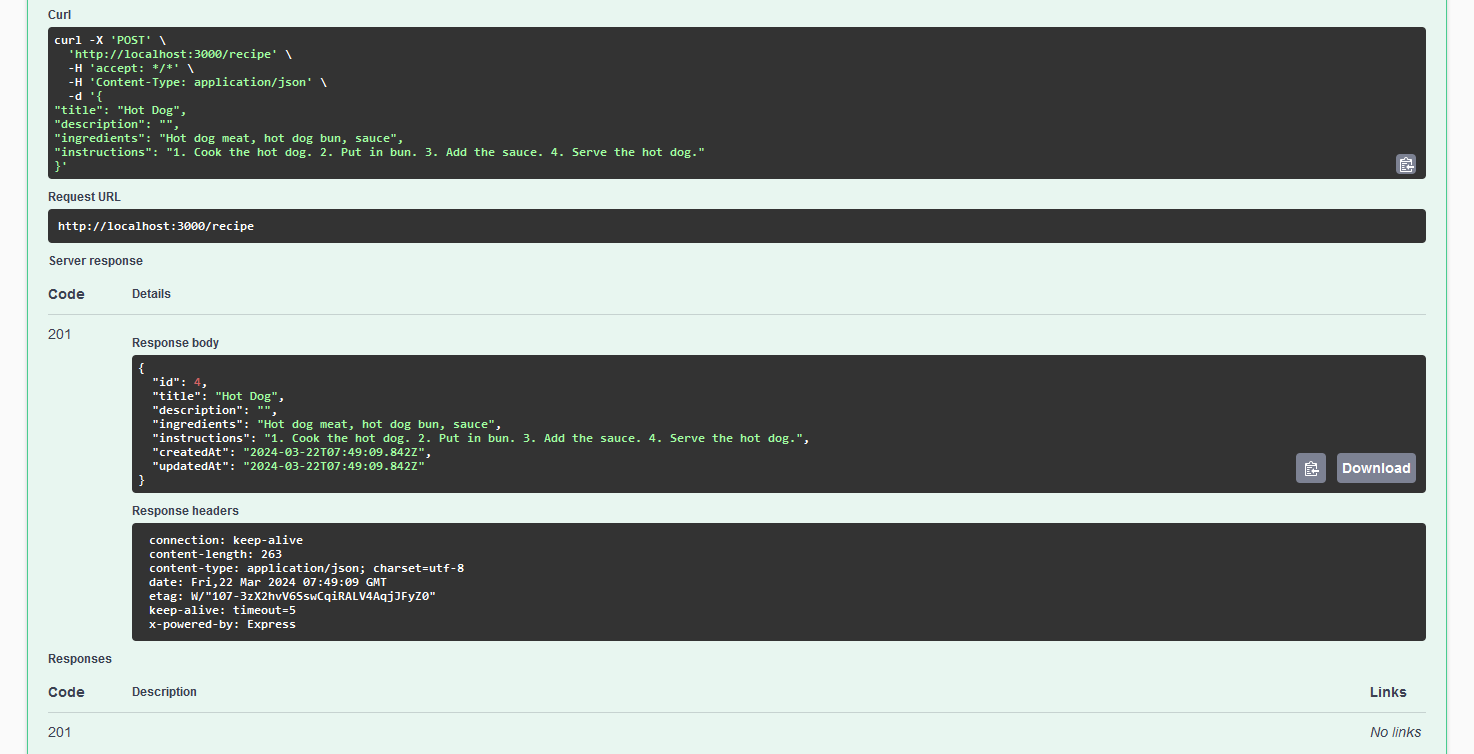 Curl
curl -X 'POST' \
  'http://localhost:3000/recipe' \
  -H 'accept: */*' \
  -H 'Content-Type: application/json' \
  -d '{
"title": "Hot Dog",
"description": "",
"ingredients": "Hot dog meat, hot dog bun, sauce",
"instructions": "1. Cook the hot dog. 2. Put in bun. 3. Add the sauce. 4. Serve the hot dog."
}'
Request URL
http://localhost:3000/recipe
Server response
Code Details
201
Response body
{
  "id": 4,
  "title": "Hot Dog",
  "description": "",
  "ingredients": "Hot dog meat, hot dog bun, sauce",
  "instructions": "1. Cook the hot dog. 2. Put in bun. 3. Add the sauce. 4. Serve the hot dog.",
  "createdAt": "2024-03-22T07:49:09.842Z",
  "updatedAt": "2024-03-22T07:49:09.842Z"
}
Download
Response headers
connection: keep-alive
content-length: 263
content-type: application/json; charset=utf-8
date: Fri,22 Mar 2024 07:49:09 GMT
etag: W/"107-3zX2hvV6SswCqiRALV4AqjJFyZ0"
keep-alive: timeout=5
x-powered-by: Express
Responses
Code Description Links
201 No links